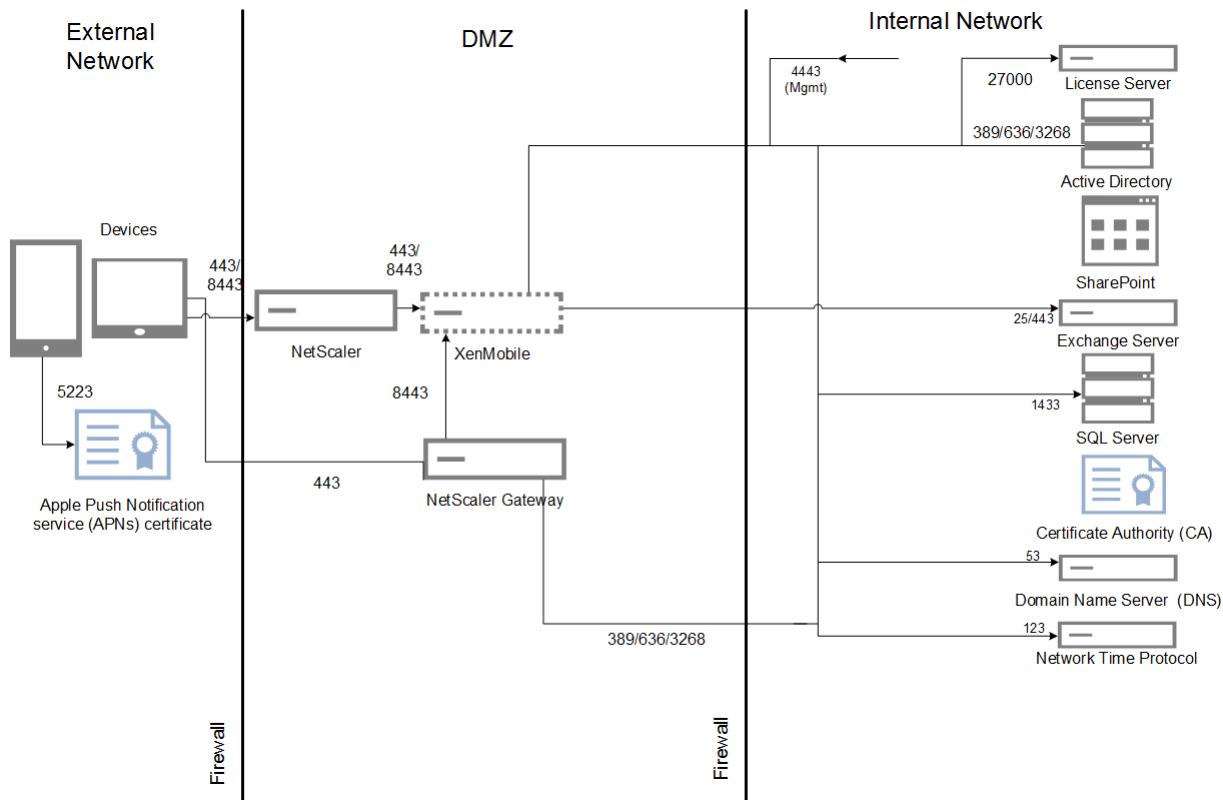 External
Network
DMZ
Internal Network
4443
(Mgmt)
27000
License Server
389/636/3268
Active Directory
SharePoint
Devices
443/
8443
443/
8443
NetScaler
XenMobile
25/443
Exchange Server
5223
8443
1433
SQL Server
443
NetScaler Gateway
Apple Push Notification
service (APNs) certificate
Certificate Authority (CA)
53
Domain Name Server (DNS)
389/636/3268
123
Network Time Protocol
Firewall
Firewall